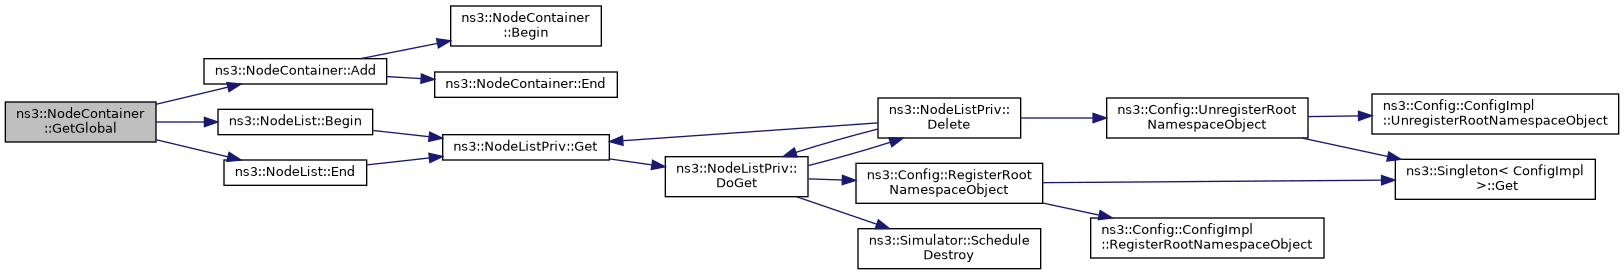 ns3::NodeContainer
::GetGlobal
ns3::NodeContainer::Add
ns3::NodeContainer
::Begin
ns3::NodeContainer::End
ns3::NodeList::Begin
ns3::NodeList::End
ns3::NodeListPriv::Get
ns3::NodeListPriv::
DoGet
ns3::NodeListPriv::
Delete
ns3::Config::RegisterRoot
NamespaceObject
ns3::Simulator::Schedule
Destroy
ns3::Config::UnregisterRoot
NamespaceObject
ns3::Config::ConfigImpl
::RegisterRootNamespaceObject
ns3::Config::ConfigImpl
::UnregisterRootNamespaceObject
ns3::Singleton< ConfigImpl
>::Get